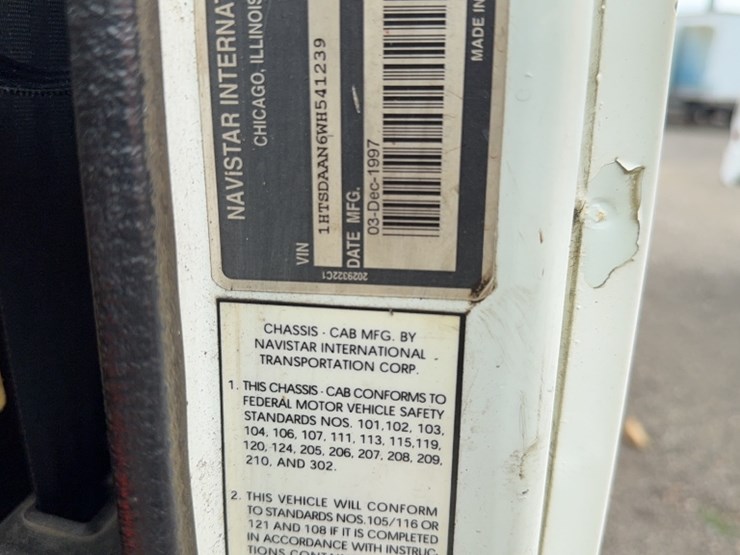 NAVISTAR INTERNA
CHICAGO, ILLINOIS
VIN
1HTSDAAN6WH541239
DATE MFG.
03-Dec-1997
MADE IN
2029322C1
CHASSIS - CAB MFG. BY
NAVISTAR INTERNATIONAL
TRANSPORTATION CORP.
1. THIS CHASSIS - CAB CONFORMS TO
FEDERAL MOTOR VEHICLE SAFETY
STANDARDS NOS. 101,102, 103,
104, 106, 107, 111, 113, 115,119,
120, 124, 205, 206, 207, 208, 209,
210, AND 302.
2. THIS VEHICLE WILL CONFORM
TO STANDARDS NOS. 105/116 OR
121 AND 108 IF IT IS COMPLETED
IN ACCORDANCE WITH INSTRUC-